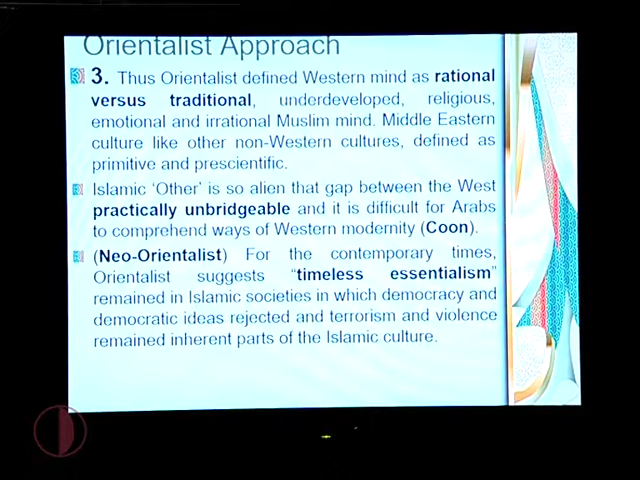 Orientalist Approach
3. Thus Orientalist defined Western mind as rational
versus traditional, underdeveloped, religious,
emotional and irrational Muslim mind. Middle Eastern
culture like other non-Western cultures, defined as
primitive and prescientific.
Islamic ‘Other’ is so alien that gap between the West
practically unbridgeable and it is difficult for Arabs
to comprehend ways of Western modernity (Coon).
(Neo-Orientalist) For the contemporary times,
Orientalist suggests “timeless essentialism”
remained in Islamic societies in which democracy and
democratic ideas rejected and terrorism and violence
remained inherent parts of the Islamic culture.